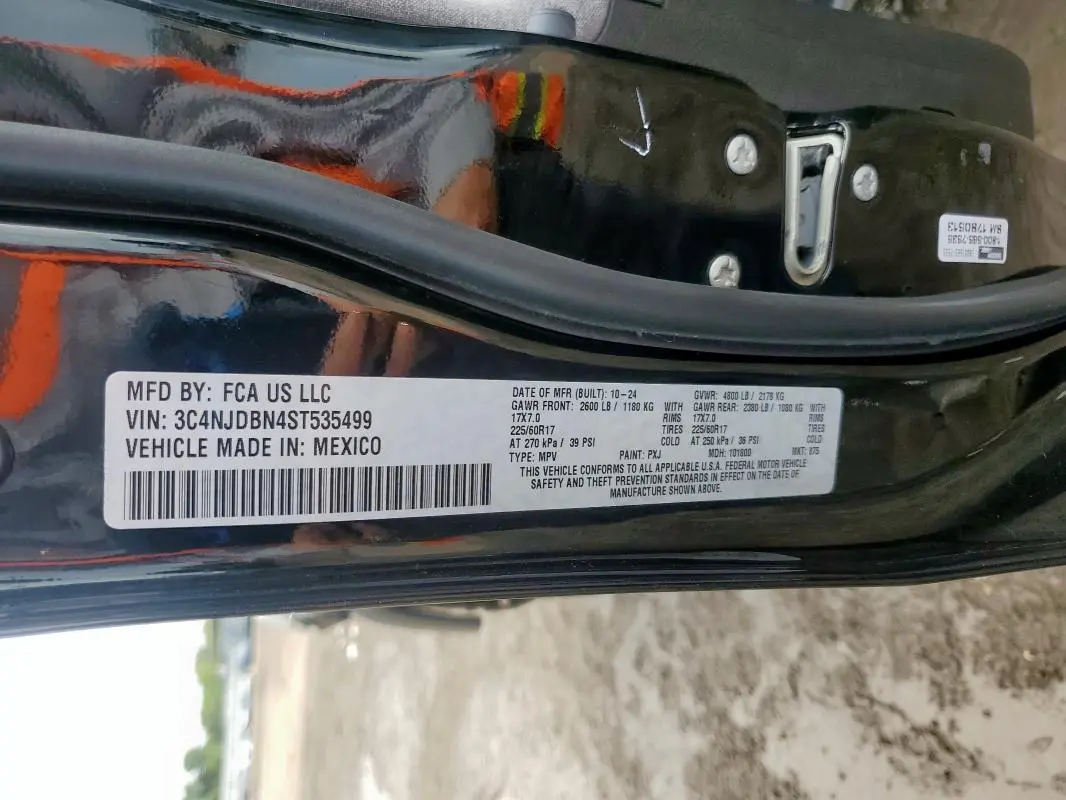 MFD BY: FCA US LLC
VIN: 3C4NJDBN4ST535499
VEHICLE MADE IN: MEXICO
DATE OF MFR (BUILT): 10-24 GVWR: 4800 LB / 2178 KG
GAWR FRONT: 2600 LB / 1180 KG WITH GAWR REAR: 2380 LB / 1080 KG WITH
17X7.0 RIMS 17X7.0 RIMS
225/60R17 TIRES 225/60R17 TIRES
AT 270 kPa / 39 PSI COLD AT 250 kPa / 36 PSI COLD
TYPE: MPV PAINT: PXJ MDH: 101800 MKT: 875
THIS VEHICLE CONFORMS TO ALL APPLICABLE U.S.A. FEDERAL MOTOR VEHICLE
SAFETY AND THEFT PREVENTION STANDARDS IN EFFECT ON THE DATE OF
MANUFACTURE SHOWN ABOVE.